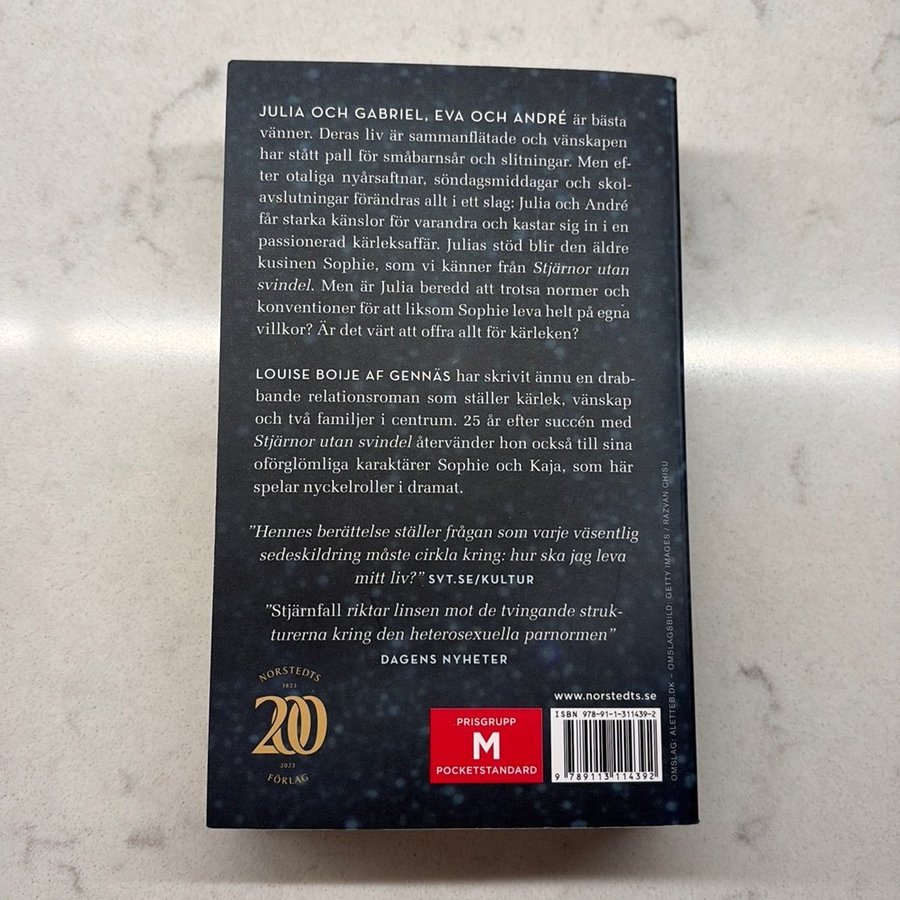 JULIA OCH GABRIEL, EVA OCH ANDRÉ är bästa
vänner. Deras liv är sammanflätade och vänskapen
har stått pall för småbarnsår och slitningar. Men ef-
ter otaliga nyårsaftnar, söndagsmiddagar och skol-
avslutningar förändras allt i ett slag: Julia och André
får starka känslor för varandra och kastar sig in i en
passionerad kärleksaffär. Julias stöd blir den äldre
kusinen Sophie, som vi känner från Stjärnor utan
svindel. Men är Julia beredd att trotsa normer och
konventioner för att liksom Sophie leva helt på egna
villkor? Är det värt att offra allt för kärleken?
LOUISE BOIJE AF GENNÄS har skrivit ännu en drab-
bande relationsroman som ställer kärlek, vänskap
och två familjer i centrum. 25 år efter succén med
Stjärnor utan svindel återvänder hon också till sina
oförglömliga karaktärer Sophie och Kaja, som här
spelar nyckelroller i dramat.
”Hennes berättelse ställer frågan som varje väsentlig
sedeskildring måste cirkla kring: hur ska jag leva
mitt liv?” SVT.SE/KULTUR
”Stjärnfall riktar linsen mot de tvingande struk-
turerna kring den heterosexuella parnormen”
DAGENS NYHETER
NORSTEDTS
1823
200
2023
FÖRLAG
PRISGRUPP
M
POCKETSTANDARD
www.norstedts.se
ISBN 978-91-1-311439-2
9 789113 114392
OMSLAG: ALETTEB.DK – OMSLAGSBILD: GETTY IMAGES / RAZVAN CHISU